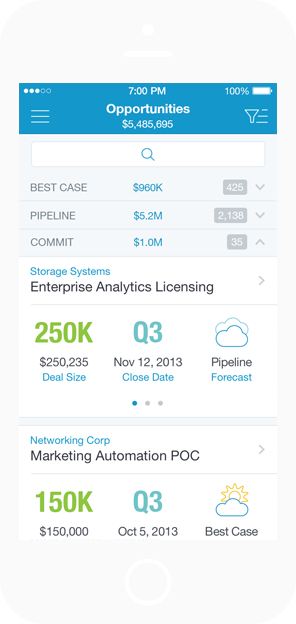 7:00 PM 100%
Opportunities
$5,485,695
BEST CASE $960K 425
PIPELINE $5.2M 2,138
COMMIT $1.0M 35
Storage Systems
Enterprise Analytics Licensing
250K Q3
$250,235 Nov 12, 2013 Pipeline
Deal Size Close Date Forecast
Networking Corp
Marketing Automation POC
150K Q3
$150,000 Oct 5, 2013 Best Case